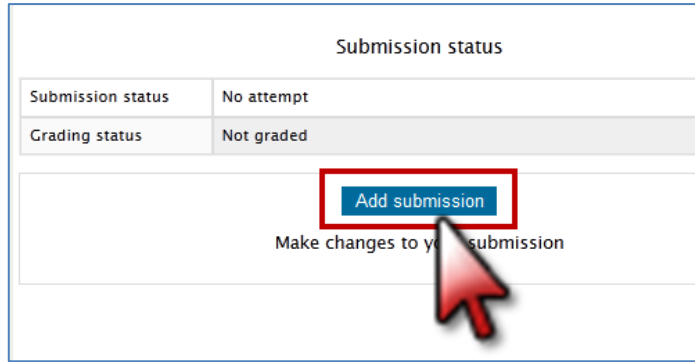 Submission status
Submission status No attempt
Grading status Not graded
Add submission
Make changes to submission